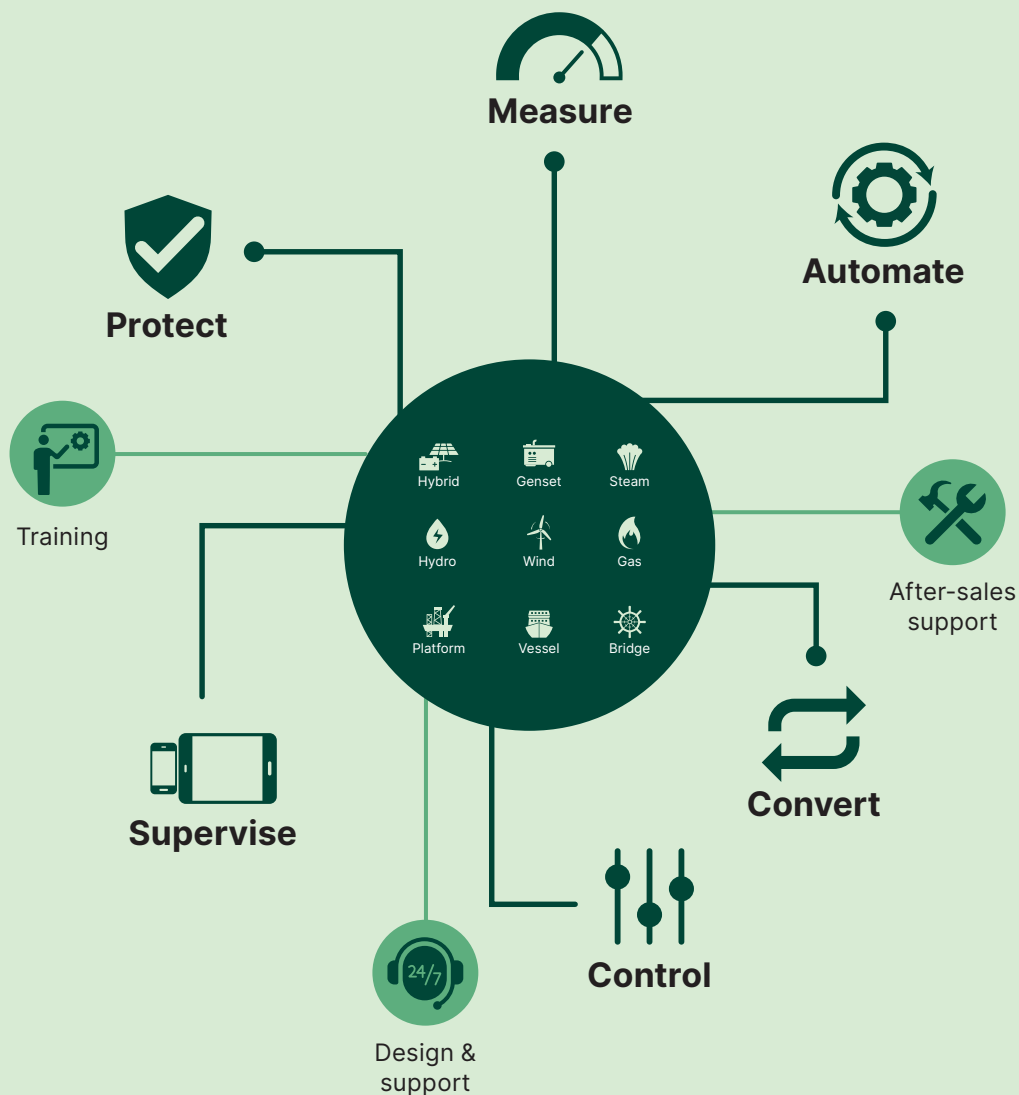 Measure
Automate
Protect
Hybrid
Genset
Steam
Training
Hydro
Wind
Gas
After-sales
support
Platform
Vessel
Bridge
Convert
Supervise
Control
24/7
Design &
support